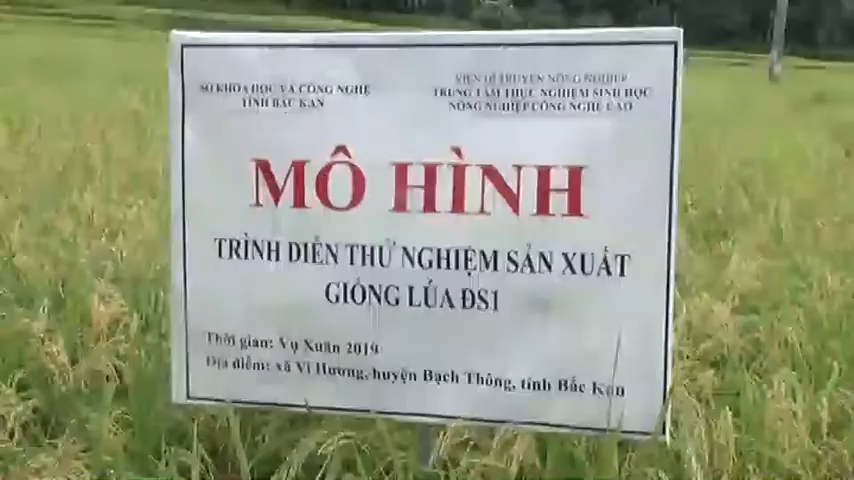 SỞ KHOA HỌC VÀ CÔNG NGHỆ
TỈNH BẮC KẠN
VIỆN DI TRUYỀN NÔNG NGHIỆP
TRUNG TÂM THỰC NGHIỆM SINH HỌC
NÔNG NGHIỆP CÔNG NGHỆ CAO
MÔ HÌNH
TRÌNH DIỄN THỬ NGHIỆM SẢN XUẤT
GIỐNG LÚA ĐS1
Thời gian: Vụ Xuân 2019
Địa điểm: xã Vi Hương, huyện Bạch Thông, tỉnh Bắc Kạn